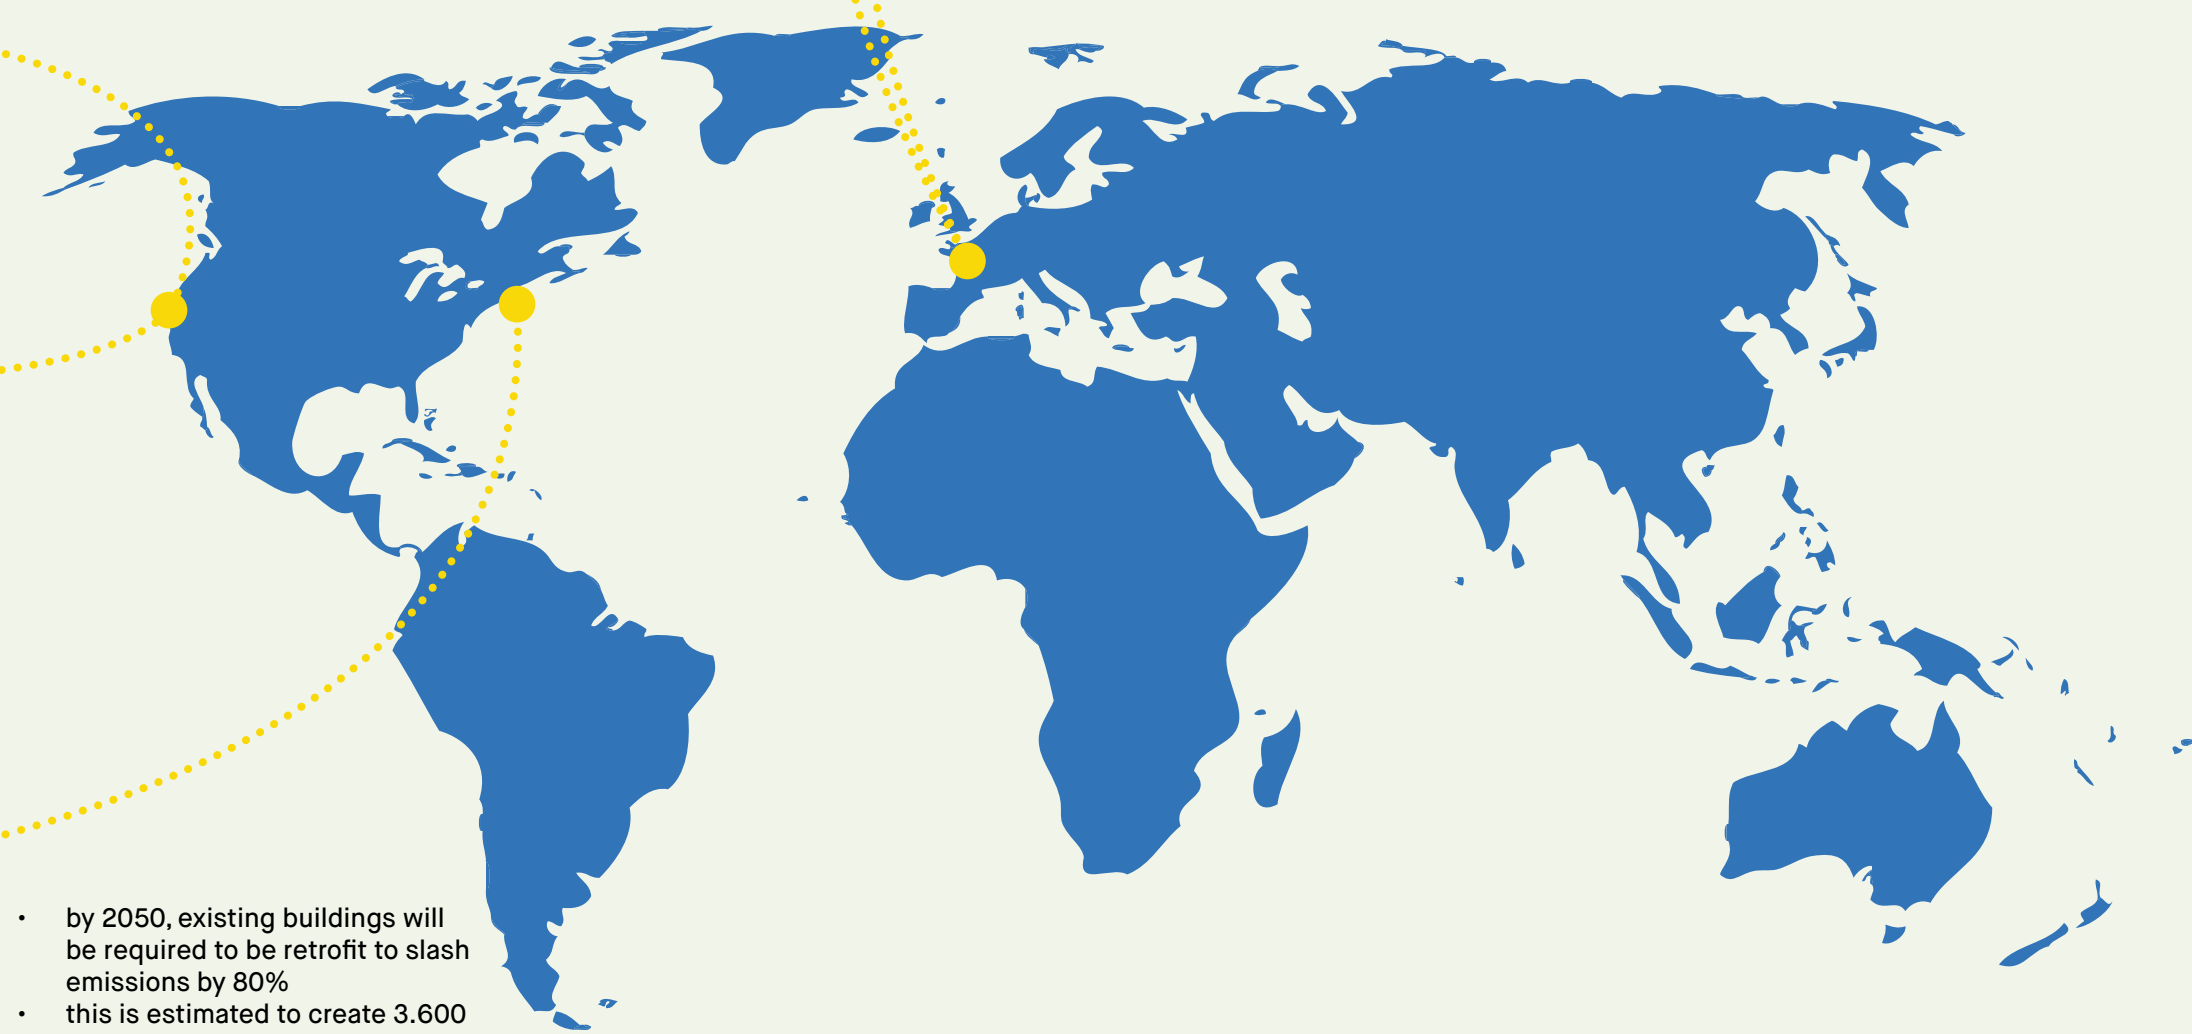 • by 2050, existing buildings will
be required to be retrofit to slash
emissions by 80%
• this is estimated to create 3.600